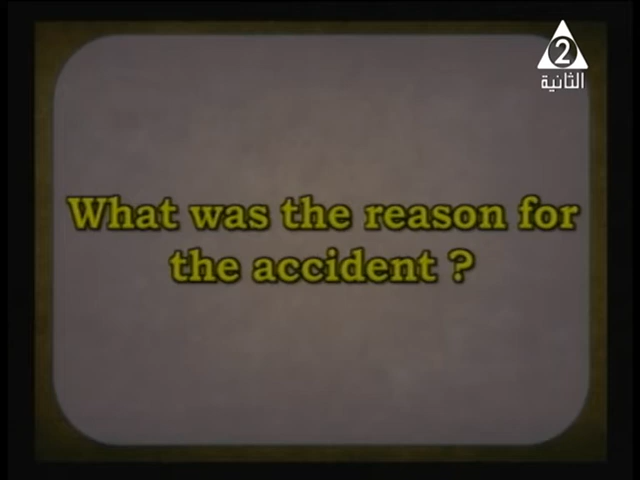 2
الثانية
What was the reason for
the accident ?